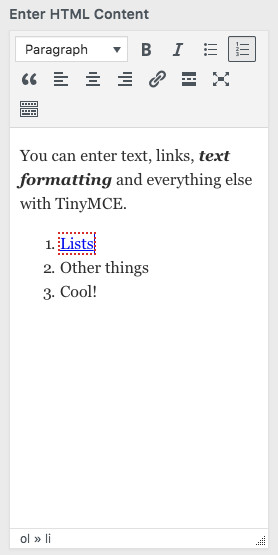 Enter HTML Content
Paragraph
B I
You can enter text, links, text
formatting and everything else
with TinyMCE.
1. Lists
2. Other things
3. Cool!
ol » li